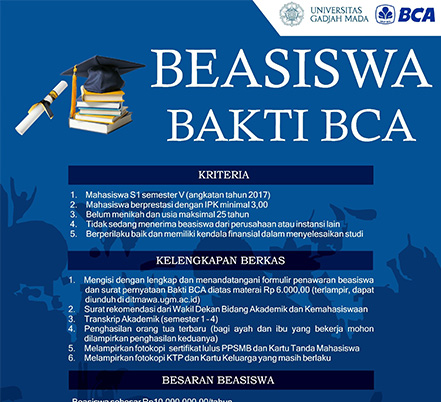 UNIVERSITAS
GADJAH MADA
BCA
BEASISWA
BAKTI BCA
KRITERIA
1. Mahasiswa S1 semester V (angkatan tahun 2017)
2. Mahasiswa berprestasi dengan IPK minimal 3,00
3. Belum menikah dan usia maksimal 25 tahun
4. Tidak sedang menerima beasiswa dari perusahaan atau instansi lain
5. Berperilaku baik dan memiliki kendala finansial dalam menyelesaikan studi
KELENGKAPAN BERKAS
1. Mengisi dengan lengkap dan menandatangani formulir penawaran beasiswa
dan surat pernyataan Bakti BCA diatas materai Rp 6.000,00 (terlampir, dapat
diunduh di ditmawa.ugm.ac.id)
2. Surat rekomendasi dari Wakil Dekan Bidang Akademik dan Kemahasiswaan
3. Transkrip Akademik (semester 1 - 4)
4. Penghasilan orang tua terbaru (bagi ayah dan ibu yang bekerja mohon
dilampirkan penghasilan keduanya)
5. Melampirkan fotokopi sertifikat lulus PPSMB dan Kartu Tanda Mahasiswa
6. Melampirkan fotokopi KTP dan Kartu Keluarga yang masih berlaku
BESARAN BEASISWA
Beasiswa sebesar Rp10.000.000,00/tahun